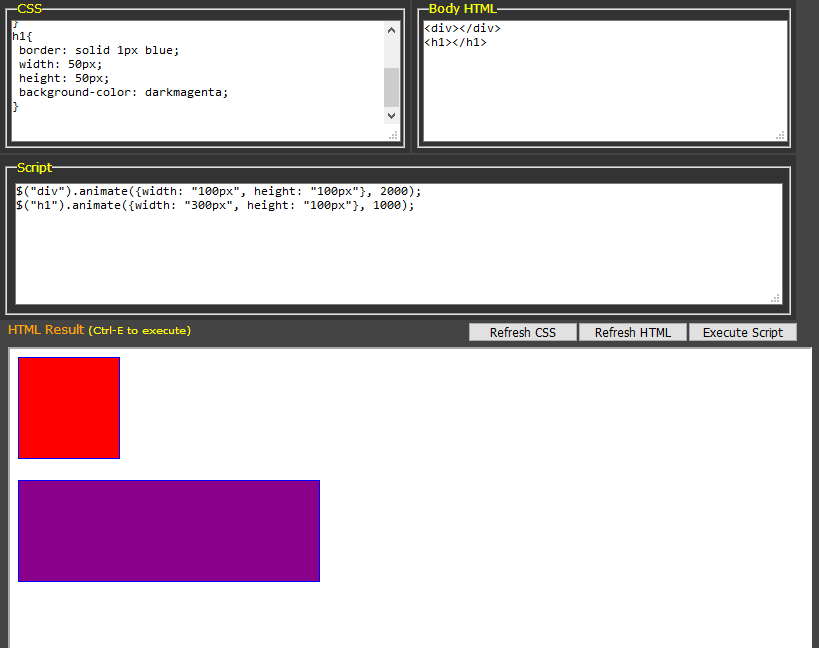 CSS
}
h1{
border: solid 1px blue;
width: 50px;
height: 50px;
background-color: darkmagenta;
}
Body HTML
<div></div>
<h1></h1>
Script
$("div").animate({width: "100px", height: "100px"}, 2000);
$("h1").animate({width: "300px", height: "100px"}, 1000);
HTML Result (Ctrl-E to execute)
Refresh CSS
Refresh HTML
Execute Script